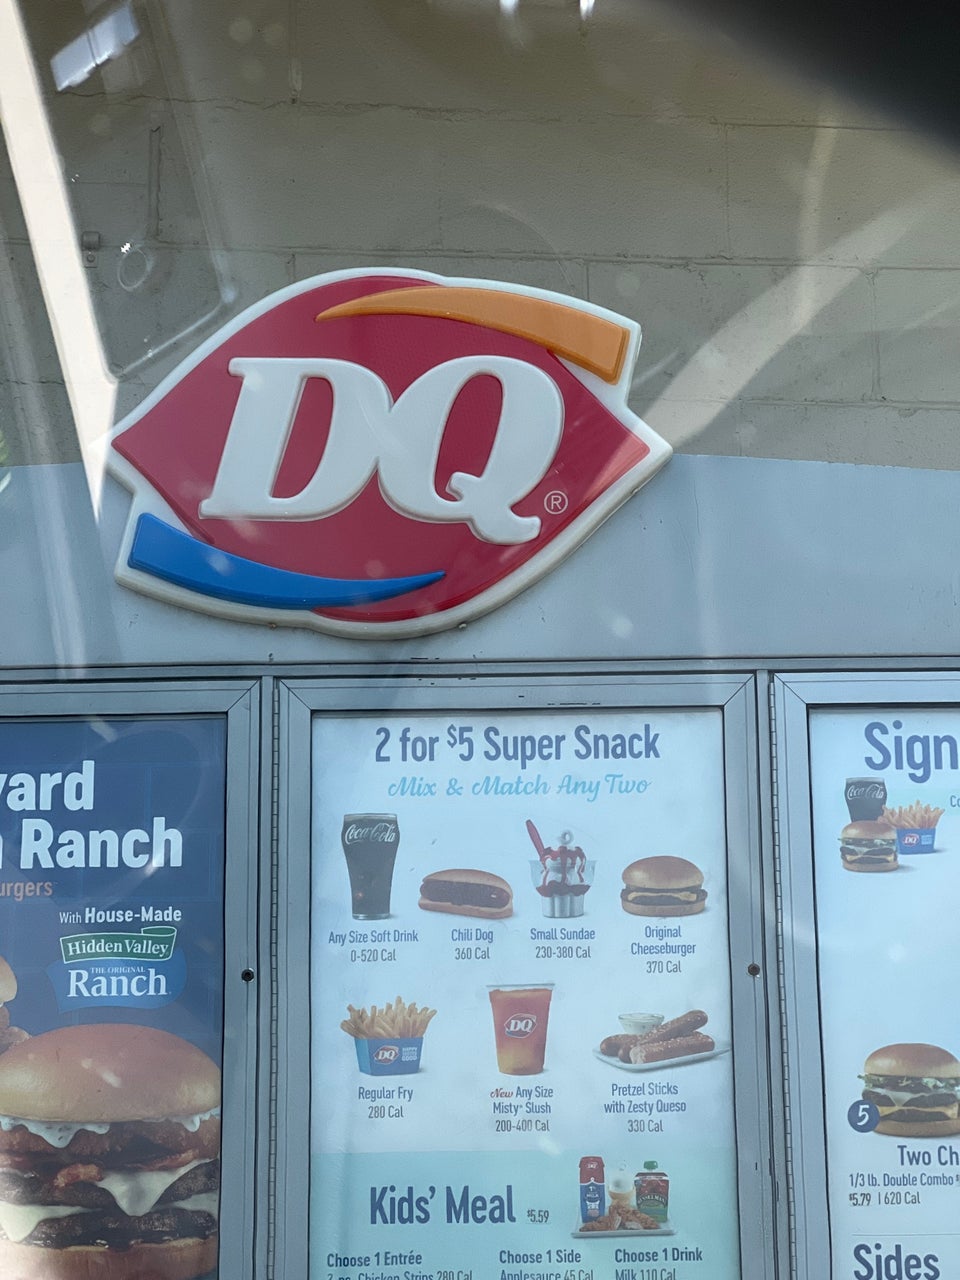 DQ®
Ranch
With House-Made
Hidden Valley
THE ORIGINAL
Ranch
2 for $5 Super Snack
Mix & Match Any Two
Coca-Cola
Any Size Soft Drink
0-520 Cal
Chili Dog
360 Cal
Small Sundae
230-380 Cal
Original
Cheeseburger
370 Cal
DQ
Regular Fry
280 Cal
DQ
New Any Size
Misty® Slush
200-400 Cal
Pretzel Sticks
with Zesty Queso
330 Cal
Kids' Meal $5.59
Choose 1 Entrée
Chicken Strips 280 Cal
Choose 1 Side
Applesauce 45 Cal
Choose 1 Drink
Milk 110 Cal
Sign
Coca-Cola
DQ
5
Two Ch
1/3 lb. Double Combo
$5.79 | 620 Cal
Sides